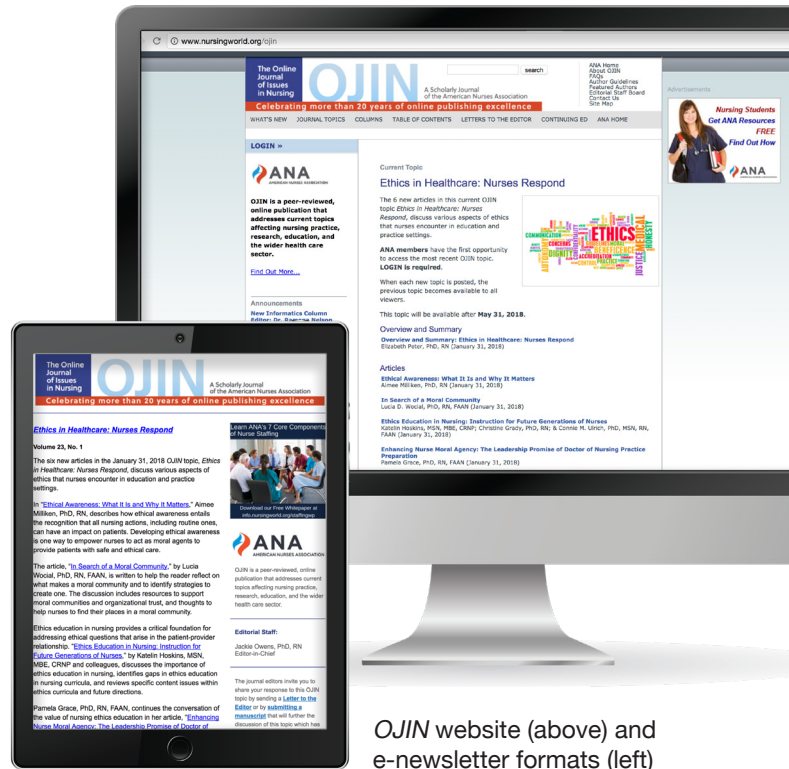 www.nursingworld.org/ojin
The Online
Journal
of Issues
in Nursing
OJIN
A Scholarly Journal
of the American Nurses Association
Celebrating more than 20 years of online publishing excellence
search
ANA Home
About OJIN
FAQs
Author Guidelines
Featured Authors
Editorial Staff Board
Contact Us
Site Map
WHAT'S NEW JOURNAL TOPICS COLUMNS TABLE OF CONTENTS LETTERS TO THE EDITOR CONTINUING ED ANA HOME
LOGIN »
ANA
AMERICAN NURSES ASSOCIATION
OJIN is a peer-reviewed,
online publication that
addresses current topics
affecting nursing practice,
research, education, and
the wider health care
sector.
Find Out More...
Announcements
New Informatics Column
Editor: Dr. Nelson
Current Topic
Ethics in Healthcare: Nurses Respond
The 6 new articles in this current OJIN
topic Ethics in Healthcare: Nurses
Respond, discuss various aspects of ethics
that nurses encounter in education and
practice settings.
ANA members have the first opportunity
to access the most recent OJIN topic.
LOGIN is required.
When each new topic is posted, the
previous topic becomes available to all
viewers.
This topic will be available after May 31, 2018.
ETHICS
MEDICAL
HONESTY
JUSTICE
COMMUNICATION
CONCERNS
DIGNITY
AUTONOMY
BENEFICENCE
ACCREDITATION
CONTROL
PRACTICE
Overview and Summary
Overview and Summary: Ethics in Healthcare: Nurses Respond
Elizabeth Peter, PhD, RN (January 31, 2018)
Articles
Ethical Awareness: What It Is and Why It Matters
Aimee Milliken, PhD, RN (January 31, 2018)
In Search of a Moral Community
Lucia D. Wocial, PhD, RN, FAAN (January 31, 2018)
Ethics Education in Nursing: Instruction for Future Generations of Nurses
Katelin Hoskins, MSN, MBE, CRNP; Christine Grady, PhD, RN; & Connie M. Ulrich, PhD, MSN, RN,
FAAN (January 31, 2018)
Enhancing Nurse Moral Agency: The Leadership Promise of Doctor of Nursing Practice
Preparation
Pamela Grace, PhD, RN, FAAN (January 31, 2018)
Advertisements
Nursing Students
Get ANA Resources
FREE
Find Out How
ANA
The Online
Journal
of Issues
in Nursing
OJIN
A Scholarly Journal
of the American Nurses Association
Celebrating more than 20 years of online publishing excellence
Ethics in Healthcare: Nurses Respond
Volume 23, No. 1
The six new articles in the January 31, 2018 OJIN topic, Ethics
in Healthcare: Nurses Respond, discuss various aspects of
ethics that nurses encounter in education and practice
settings.
In "Ethical Awareness: What It Is and Why It Matters," Aimee
Milliken, PhD, RN, describes how ethical awareness entails
the recognition that all nursing actions, including routine ones,
can have an impact on patients. Developing ethical awareness
is one way to empower nurses to act as moral agents to
provide patients with safe and ethical care.
The article, "In Search of a Moral Community," by Lucia
Wocial, PhD, RN, FAAN, is written to help the reader reflect on
what makes a moral community and to identify strategies to
create one. The discussion includes resources to support
moral communities and organizational trust, and thoughts to
help nurses to find their places in a moral community.
Ethics education in nursing provides a critical foundation for
addressing ethical questions that arise in the patient-provider
relationship. "Ethics Education in Nursing: Instruction for
Future Generations of Nurses," by Katelin Hoskins, MSN,
MBE, CRNP and colleagues, discusses the importance of
ethics education in nursing, identifies gaps in ethics education
in nursing curricula, and reviews specific content issues within
ethics curricula and future directions.
Pamela Grace, PhD, RN, FAAN, continues the conversation of
the value of nursing ethics education in her article, "Enhancing
Nurse Moral Agency: The Leadership Promise of Doctor of
Learn ANA's 7 Core Components
of Nurse Staffing
Download our Free Whitepaper at
info.nursingworld.org/staffingwp
ANA
AMERICAN NURSES ASSOCIATION
OJIN is a peer-reviewed, online
publication that addresses current
topics affecting nursing practice,
research, education, and the wider
health care sector.
Editorial Staff:
Jackie Owens, PhD, RN
Editor-in-Chief
The journal editors invite you to
share your response to this OJIN
topic by sending a Letter to the
Editor or by submitting a
manuscript that will further the
discussion of this topic which has
OJIN website (above) and
e-newsletter formats (left)